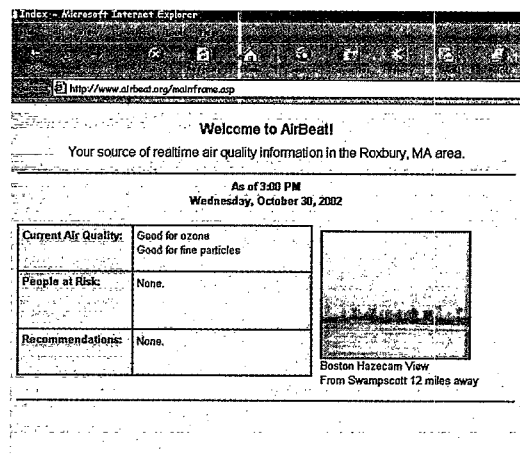 Index - Microsoft Internet Explorer
http://www.airbeat.org/mainframe.asp
Welcome to AirBeat!
Your source of realtime air quality information in the Roxbury, MA area.
As of 3:00 PM
Wednesday, October 30, 2002
Current Air Quality: Good for ozone
Good for fine particles
People at Risk: None.
Recommendations: None.
Boston Hazecam View
From Swampscott 12 miles away